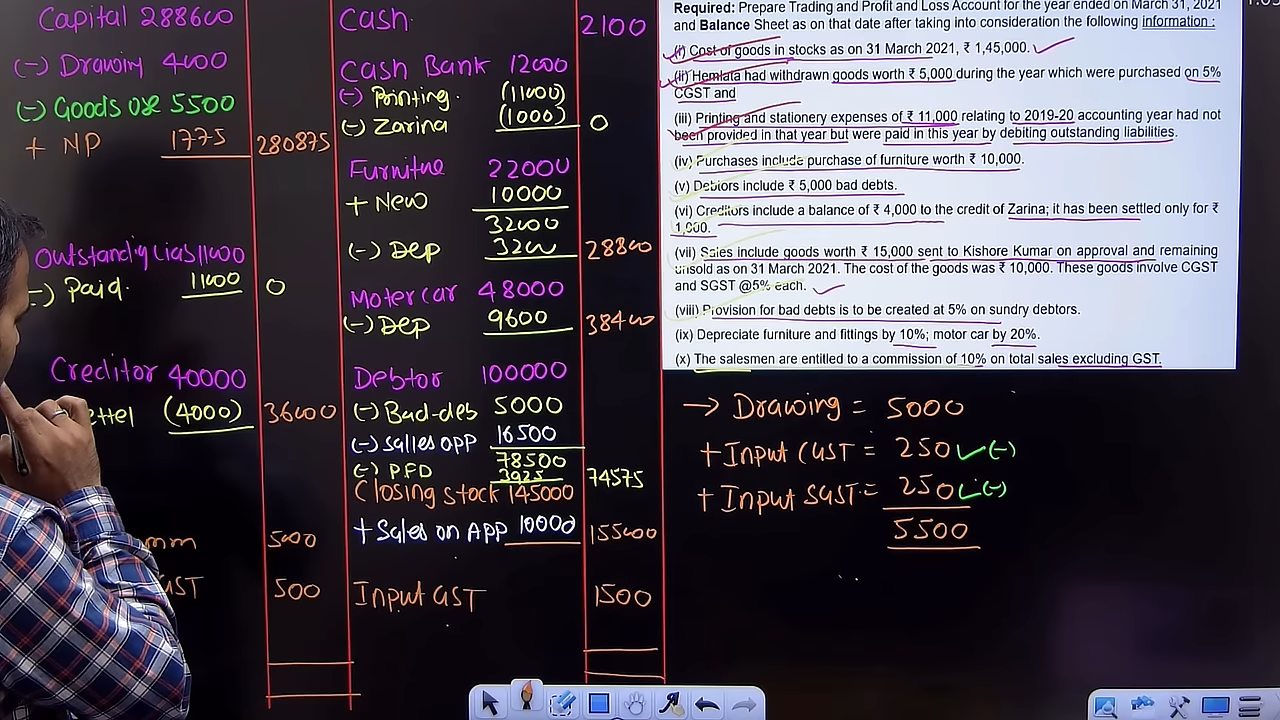 Capital 288600
(-) Drawing 4000
(-) Goods use 5500
+ NP 1775 280875
Outstandig Lias 11000
(-) Paid. 11000 0
Creditor 40000
ettel (4000) 36000
mm 5000
GST 500
Cash 2100
Cash Bank 12000
(-) Printing. (11000)
(-) Zarina (1000) 0
Furnitue 22000
+ New 10000
32000
(-) Dep 3200 28800
Moter car 48000
(-) Dep 9600 38400
Debtor 100000
(-) Bad-deb 5000
(-) Salles app 16500
78500
(-) PFD 3925 74575
Closing stock 145000
+ Sales on App 10000 155000
Input GST 1500
Required: Prepare Trading and Profit and Loss Account for the year ended on March 31, 2021
and Balance Sheet as on that date after taking into consideration the following information :
(i) Cost of goods in stocks as on 31 March 2021, ₹ 1,45,000.
(ii) Hemlata had withdrawn goods worth ₹ 5,000 during the year which were purchased on 5%
CGST and
(iii) Printing and stationery expenses of ₹ 11,000 relating to 2019-20 accounting year had not
been provided in that year but were paid in this year by debiting outstanding liabilities.
(iv) Purchases include purchase of furniture worth ₹ 10,000.
(v) Debtors include ₹ 5,000 bad debts.
(vi) Creditors include a balance of ₹ 4,000 to the credit of Zarina; it has been settled only for ₹
1,000.
(vii) Sales include goods worth ₹ 15,000 sent to Kishore Kumar on approval and remaining
unsold as on 31 March 2021. The cost of the goods was ₹ 10,000. These goods involve CGST
and SGST @5% each.
(viii) Provision for bad debts is to be created at 5% on sundry debtors.
(ix) Depreciate furniture and fittings by 10%; motor car by 20%.
(x) The salesmen are entitled to a commission of 10% on total sales excluding GST.
→ Drawing = 5000
+ Input CGST = 250 ✓(-)
+ Input SGST = 250 ✓(-)
5500